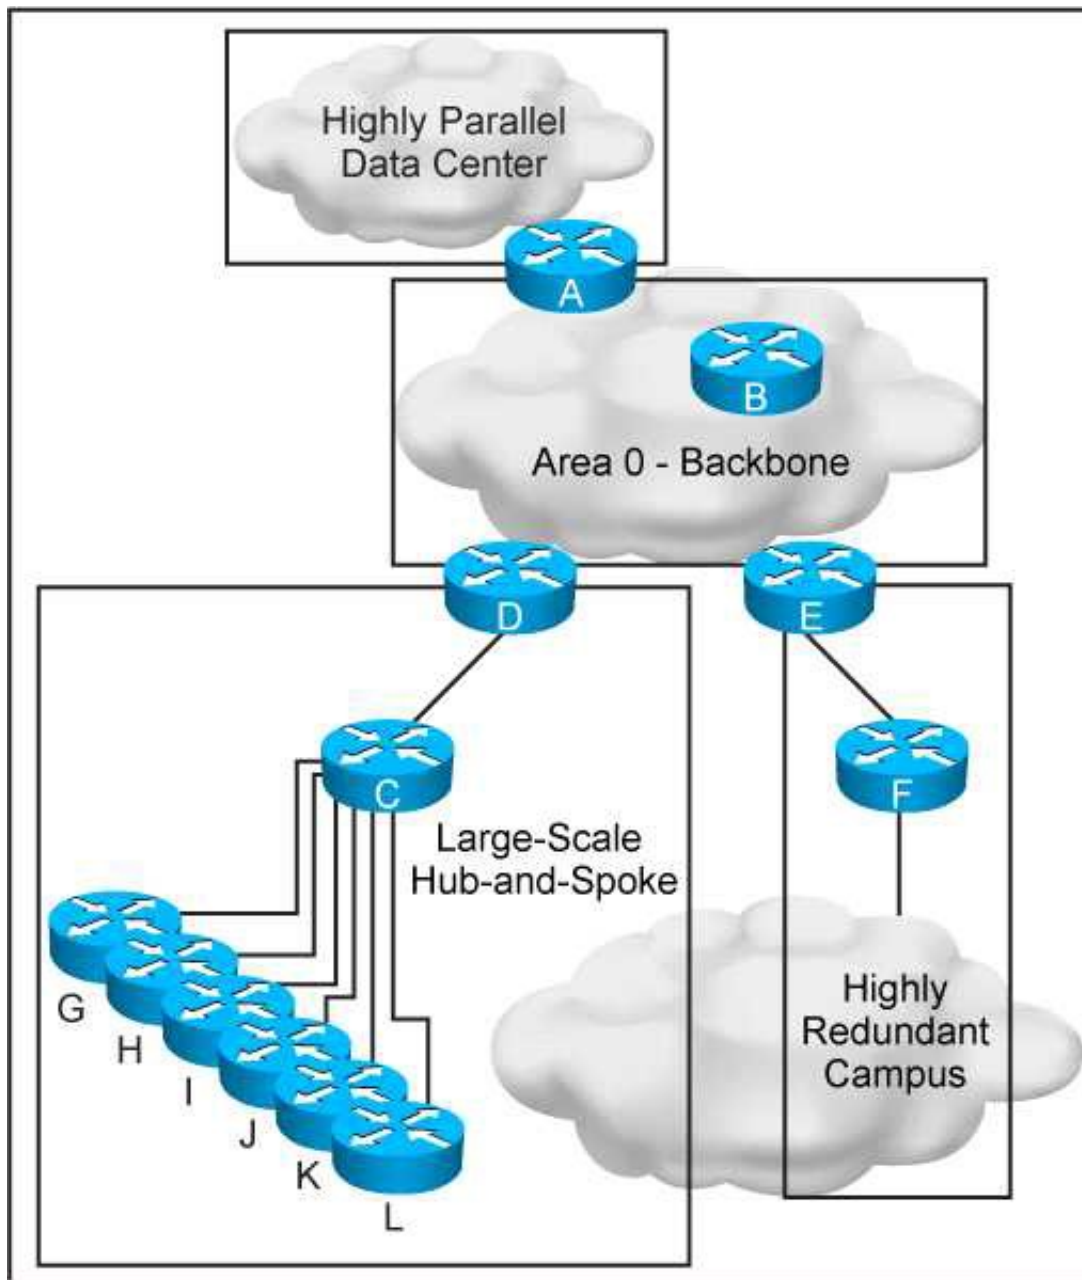 Highly Parallel
Data Center
A
B
Area 0 - Backbone
D
E
C
F
Large-Scale
Hub-and-Spoke
G
H
I
J
K
L
Highly
Redundant
Campus